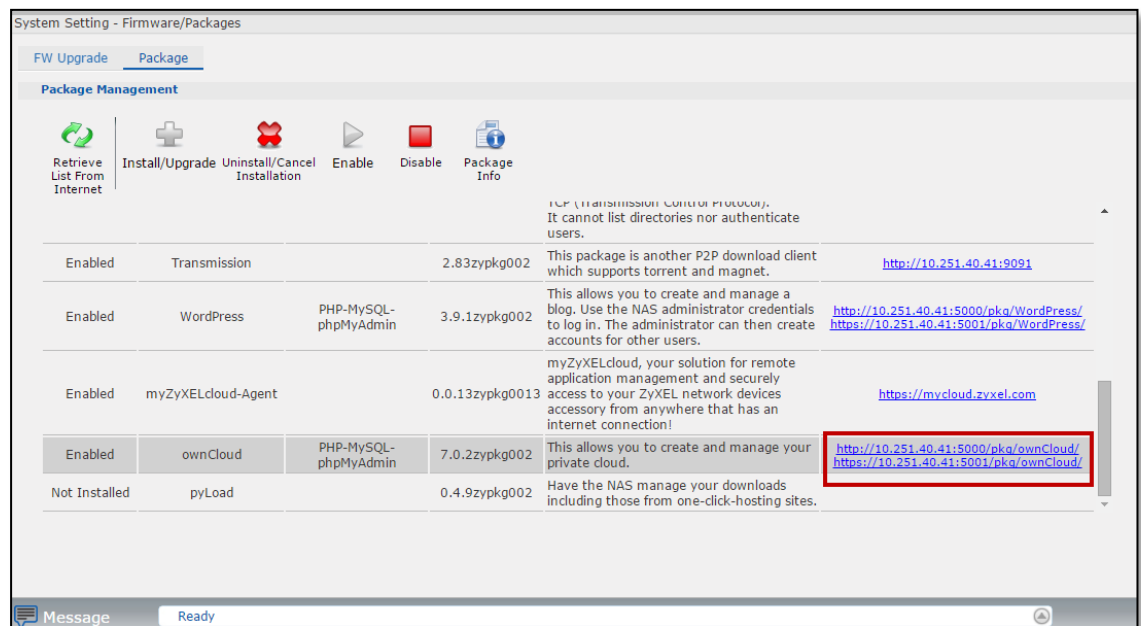 System Setting - Firmware/Packages
FW Upgrade Package
Package Management
Retrieve List From Internet
Install/Upgrade
Uninstall/Cancel Installation
Enable
Disable
Package Info
TCP (Transmission Control Protocol).
It cannot list directories nor authenticate
users.
Enabled Transmission 2.83zypkg002
This package is another P2P download client
which supports torrent and magnet.
http://10.251.40.41:9091
Enabled WordPress
PHP-MySQL-
phpMyAdmin
3.9.1zypkg002
This allows you to create and manage a
blog. Use the NAS administrator credentials
to log in. The administrator can then create
accounts for other users.
http://10.251.40.41:5000/pkg/WordPress/
https://10.251.40.41:5001/pkg/WordPress/
Enabled myZyXELcloud-Agent 0.0.13zypkg0013
myZyXELcloud, your solution for remote
application management and securely
access to your ZyXEL network devices
accessory from anywhere that has an
internet connection!
https://mycloud.zyxel.com
Enabled ownCloud
PHP-MySQL-
phpMyAdmin
7.0.2zypkg002
This allows you to create and manage your
private cloud.
http://10.251.40.41:5000/pkg/ownCloud/
https://10.251.40.41:5001/pkg/ownCloud/
Not Installed pyLoad 0.4.9zypkg002
Have the NAS manage your downloads
including those from one-click-hosting sites.
Message Ready